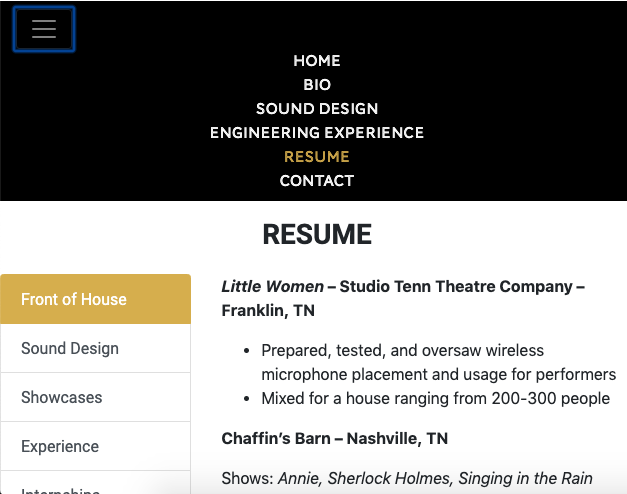 HOME
BIO
SOUND DESIGN
ENGINEERING EXPERIENCE
RESUME
CONTACT
RESUME
Front of House
Sound Design
Showcases
Experience
Internships
Little Women – Studio Tenn Theatre Company –
Franklin, TN
• Prepared, tested, and oversaw wireless
microphone placement and usage for performers
• Mixed for a house ranging from 200-300 people
Chaffin’s Barn – Nashville, TN
Shows: Annie, Sherlock Holmes, Singing in the Rain